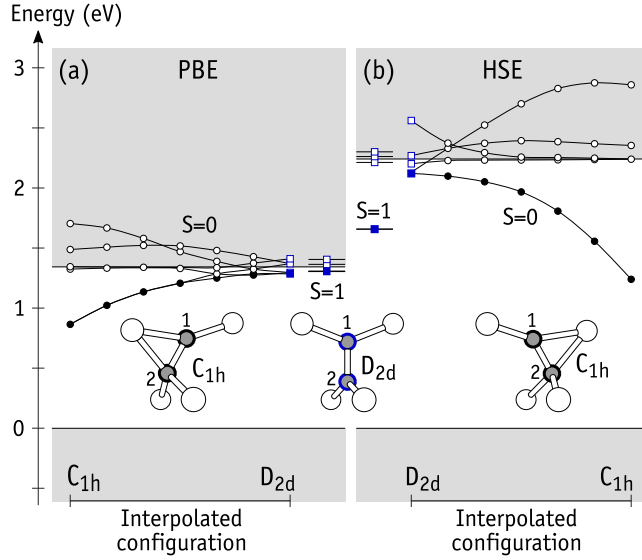 Energy (eV)
(a) PBE
(b) HSE
3
2
1
0
S=0
S=1
S=1
S=0
1
2
C1h
1
2
D2d
1
2
C1h
C1h
D2d
D2d
C1h
Interpolated
configuration
Interpolated
configuration